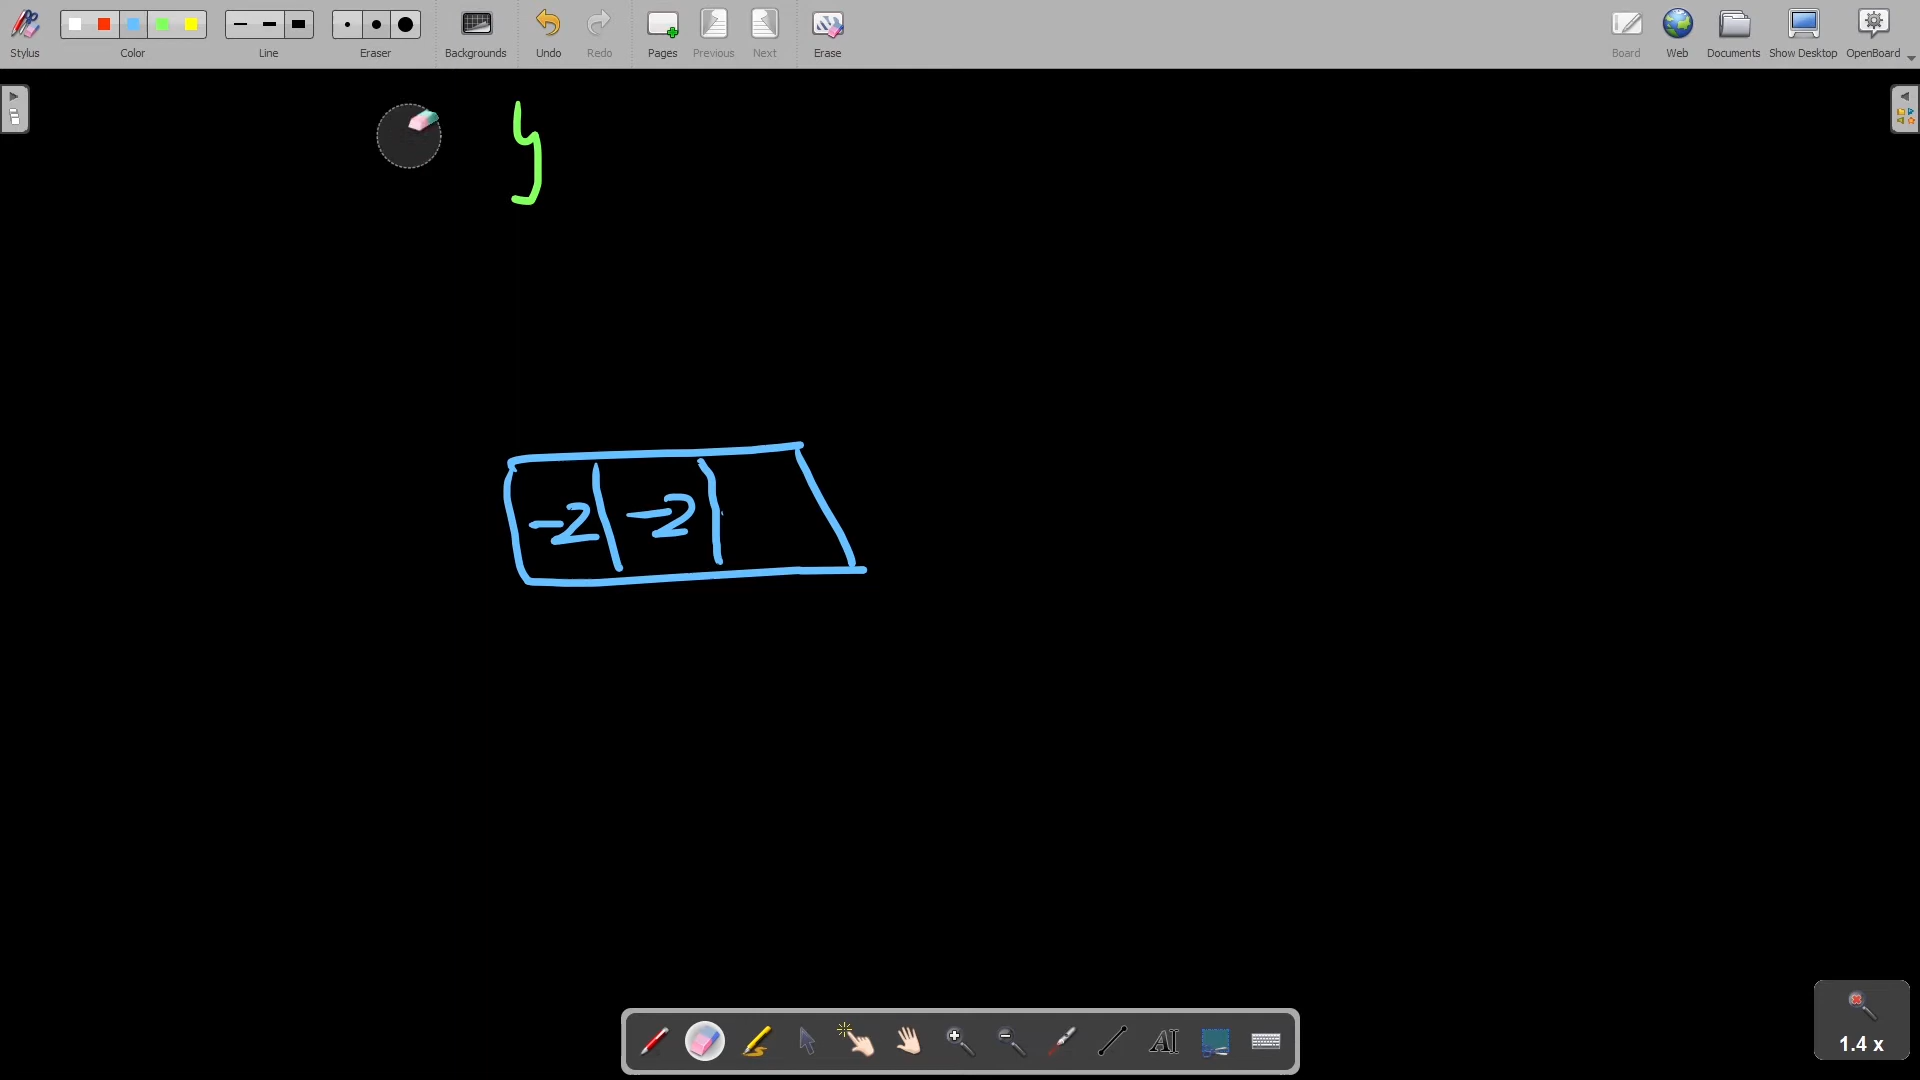 Stylus Color Line Eraser Backgrounds Undo Redo Pages Previous Next Erase Board Web Documents Show Desktop OpenBoard
-2 -2
AI
1.4 x